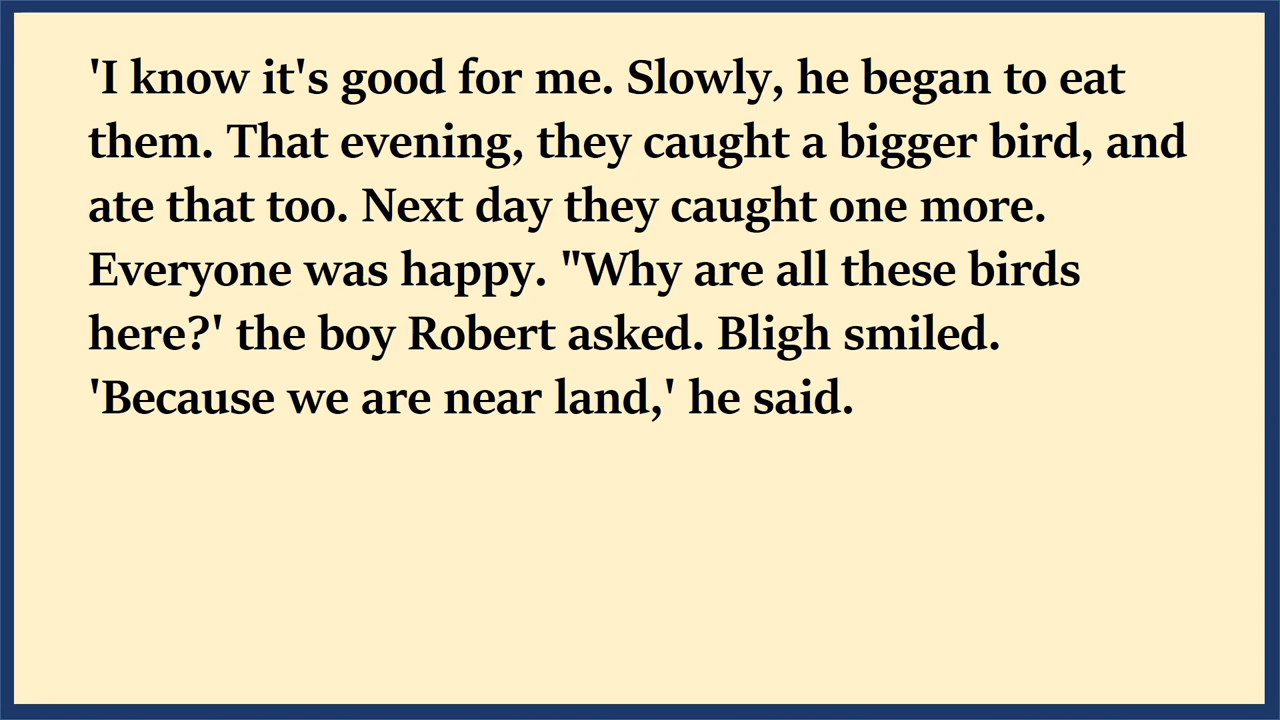 'I know it's good for me. Slowly, he began to eat
them. That evening, they caught a bigger bird, and
ate that too. Next day they caught one more.
Everyone was happy. "Why are all these birds
here?' the boy Robert asked. Bligh smiled.
'Because we are near land,' he said.